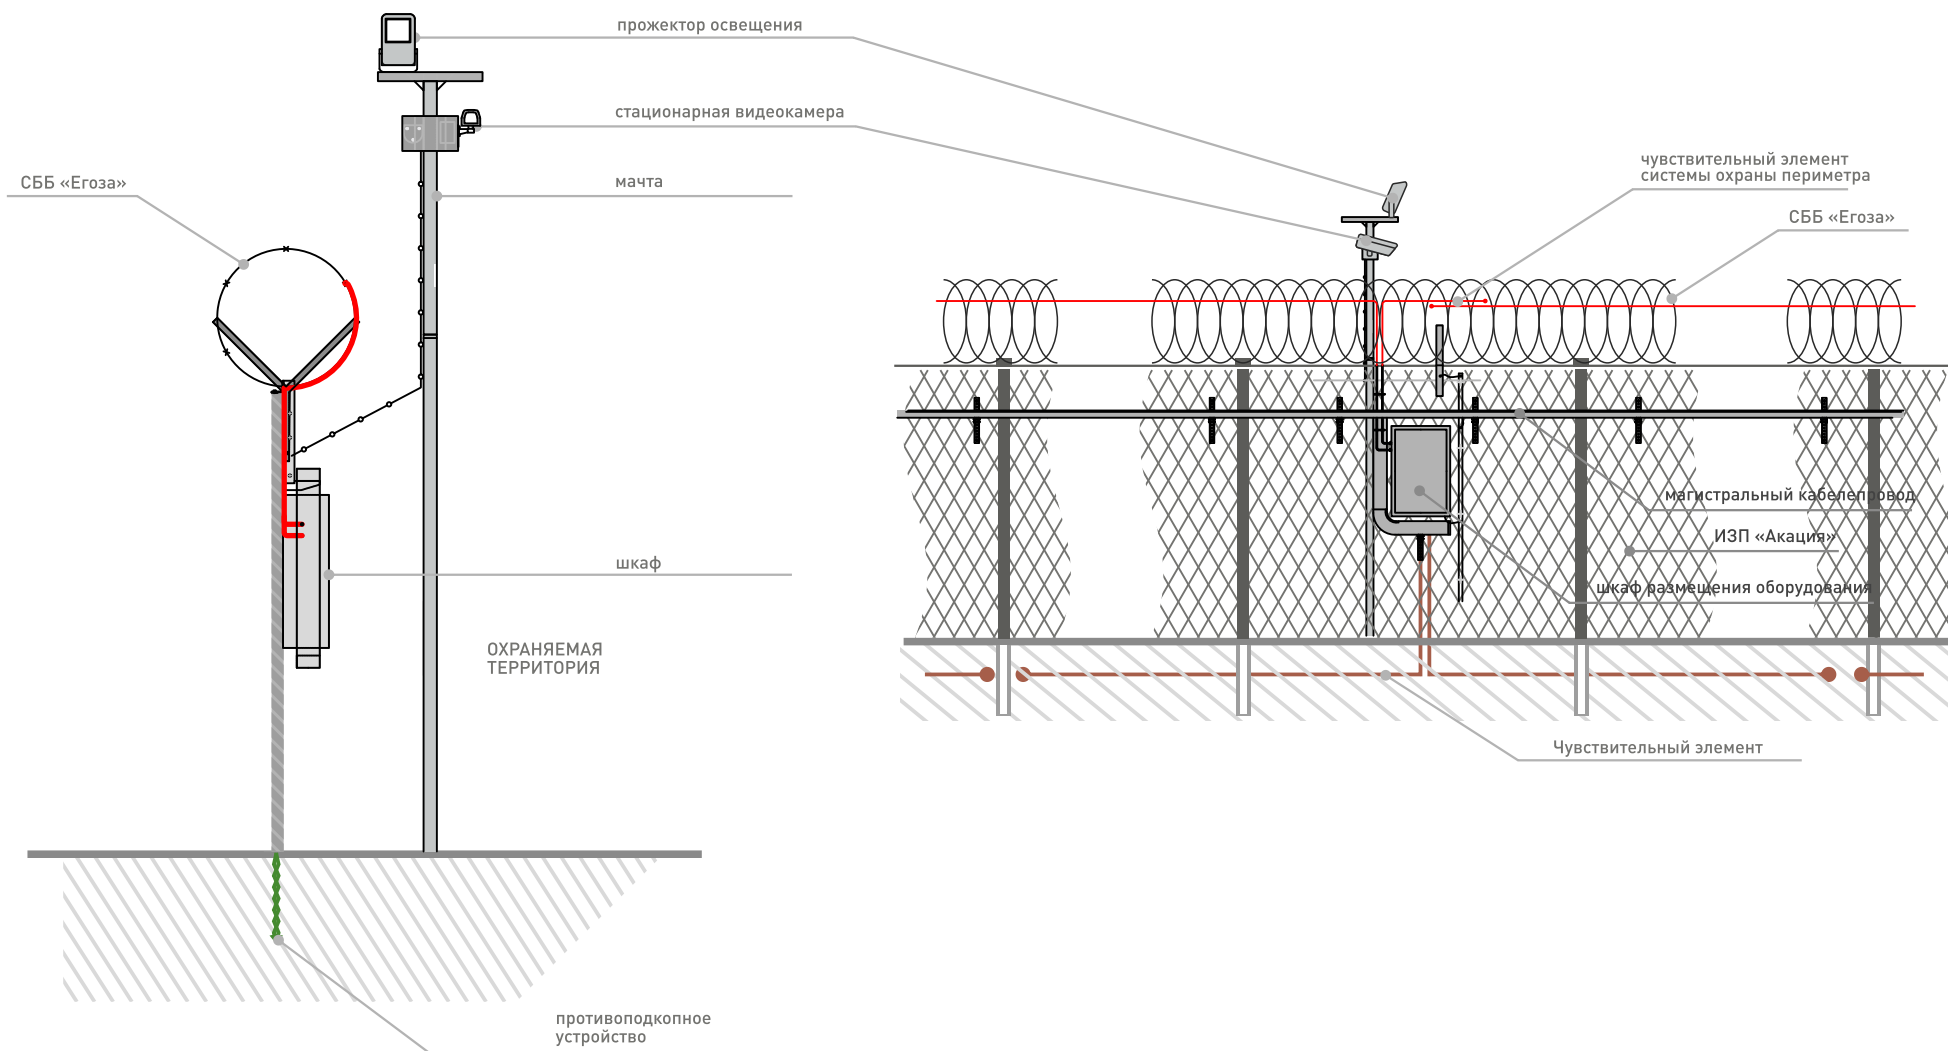 прожектор освещения
стационарная видеокамера
СББ «Егоза»
мачта
шкаф
ОХРАНЯЕМАЯ
ТЕРРИТОРИЯ
противоподкопное
устройство
чувствительный элемент
системы охраны периметра
СББ «Егоза»
магистральный кабелепровод
ИЗП «Акация»
шкаф размещения оборудования
Чувствительный элемент